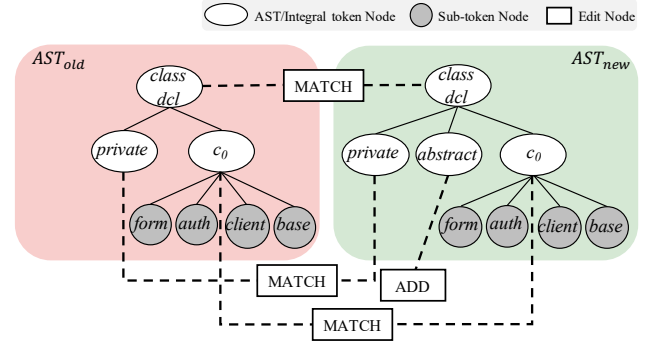 AST/Integral token Node Sub-token Node Edit Node
AST_old AST_new
class dcl MATCH class dcl
private c_0 private abstract c_0
form auth client base form auth client base
MATCH ADD
MATCH